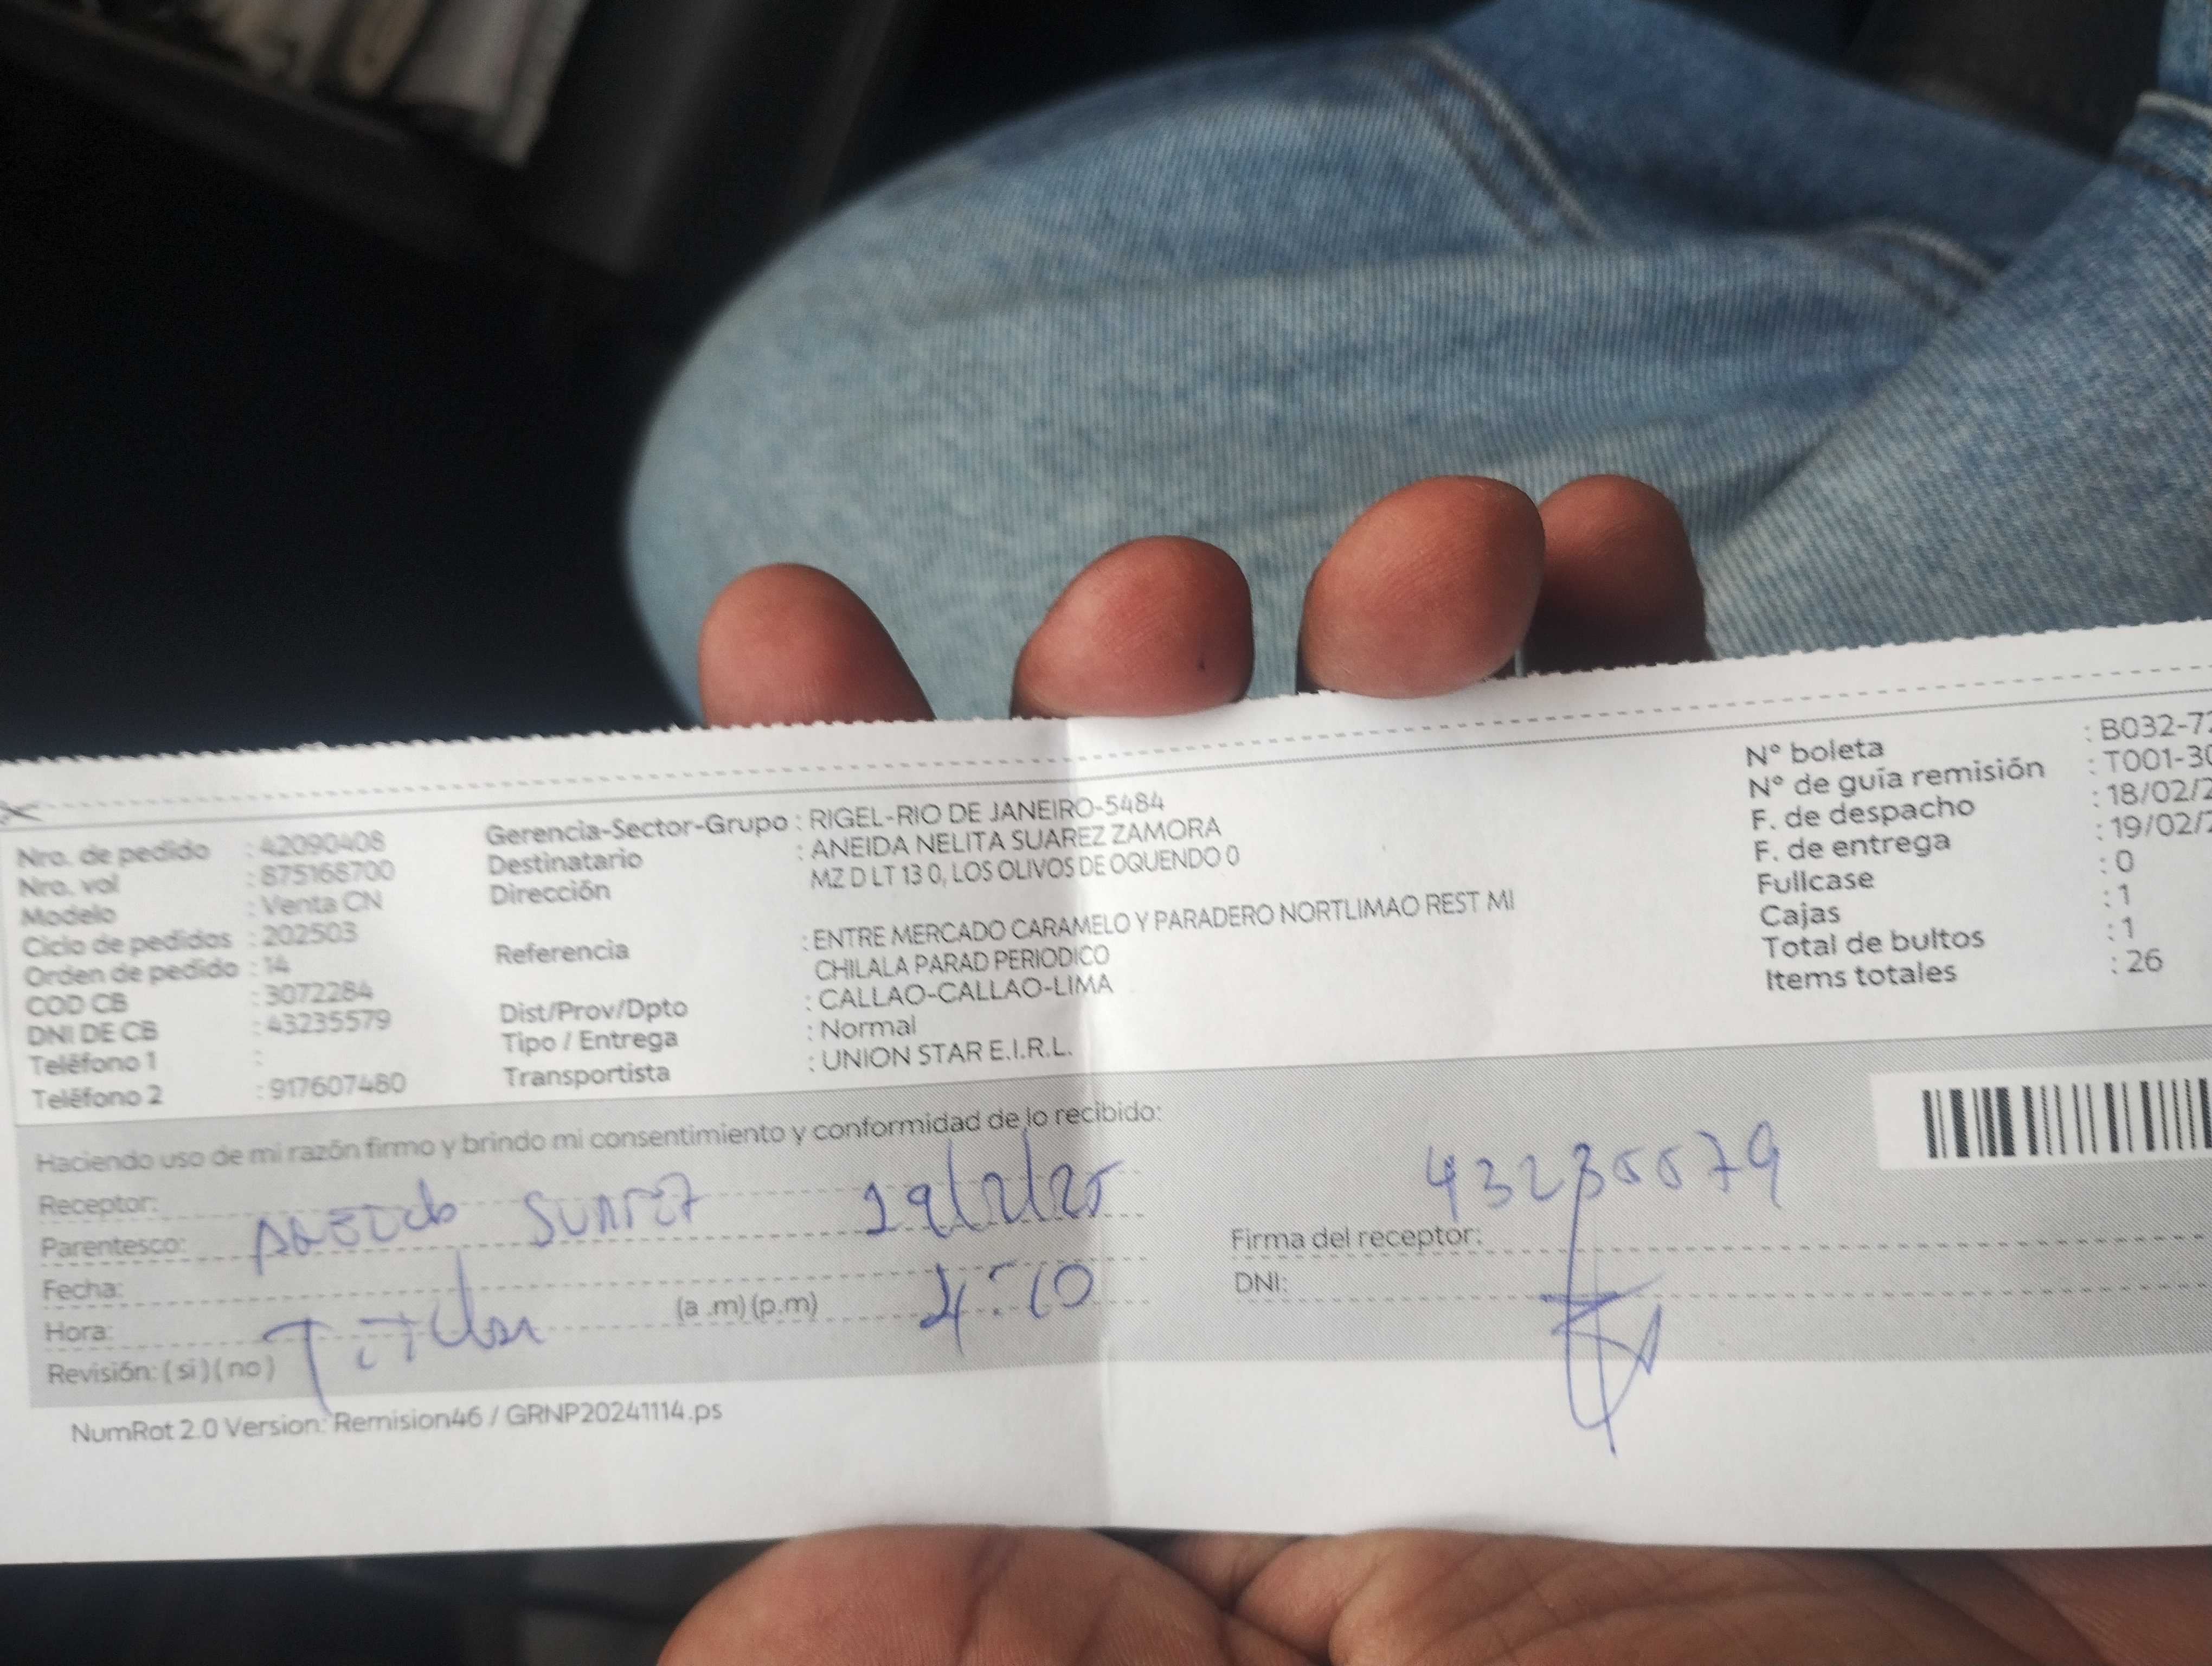 Nro. de pedido : 42090408
Nro. vol : 875168700
Modelo : Venta CN
Ciclo de pedidos : 202503
Orden de pedido : 14
COD CB : 3072284
DNI DE CB : 43235579
Teléfono 1 :
Teléfono 2 : 917607480
Gerencia-Sector-Grupo : RIGEL-RIO DE JANEIRO-5484
Destinatario : ANEIDA NELITA SUAREZ ZAMORA
Dirección MZ D LT 13 0, LOS OLIVOS DE OQUENDO 0
Referencia : ENTRE MERCADO CARAMELO Y PARADERO NORTLIMAO REST MI
CHILALA PARAD PERIODICO
Dist/Prov/Dpto : CALLAO-CALLAO-LIMA
Tipo / Entrega : Normal
Transportista : UNION STAR E.I.R.L.
N° boleta : B032-72
N° de guía remisión : T001-30
F. de despacho : 18/02/2
F. de entrega : 19/02/2
Fullcase : 0
Cajas : 1
Total de bultos : 1
Items totales : 26
Haciendo uso de mi razón firmo y brindo mi consentimiento y conformidad de lo recibido:
Receptor:
Parentesco: Suarez 19/2/25
Fecha:
Hora: (a .m) (p.m) 4:10
Revisión: ( si ) ( no )
43235579
Firma del receptor:
DNI:
NumRot 2.0 Version: Remision46 / GRNP20241114.ps